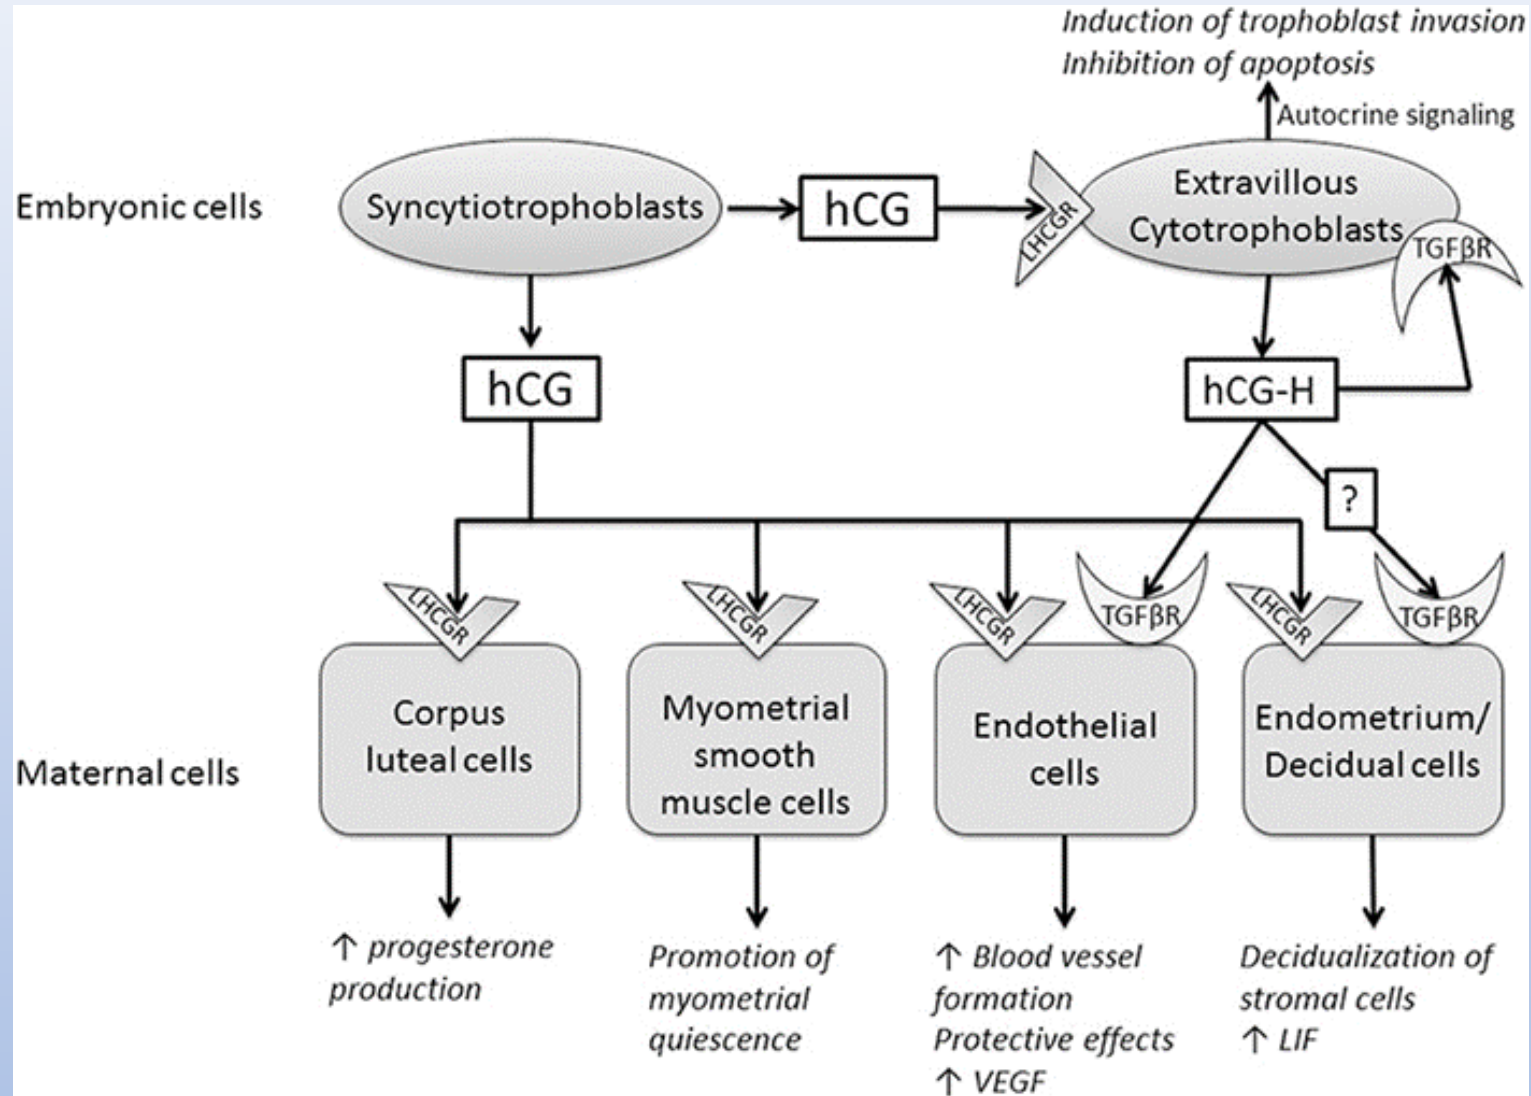 Induction of trophoblast invasion
Inhibition of apoptosis
Autocrine signaling
Embryonic cells
Syncytiotrophoblasts
hCG
LHCGR
Extravillous
Cytotrophoblasts
TGFβR
hCG
hCG-H
?
LHCGR
LHCGR
LHCGR
TGFβR
LHCGR
TGFβR
Maternal cells
Corpus
luteal cells
Myometrial
smooth
muscle cells
Endothelial
cells
Endometrium/
Decidual cells
↑ progesterone
production
Promotion of
myometrial
quiescence
↑ Blood vessel
formation
Protective effects
↑ VEGF
Decidualization of
stromal cells
↑ LIF